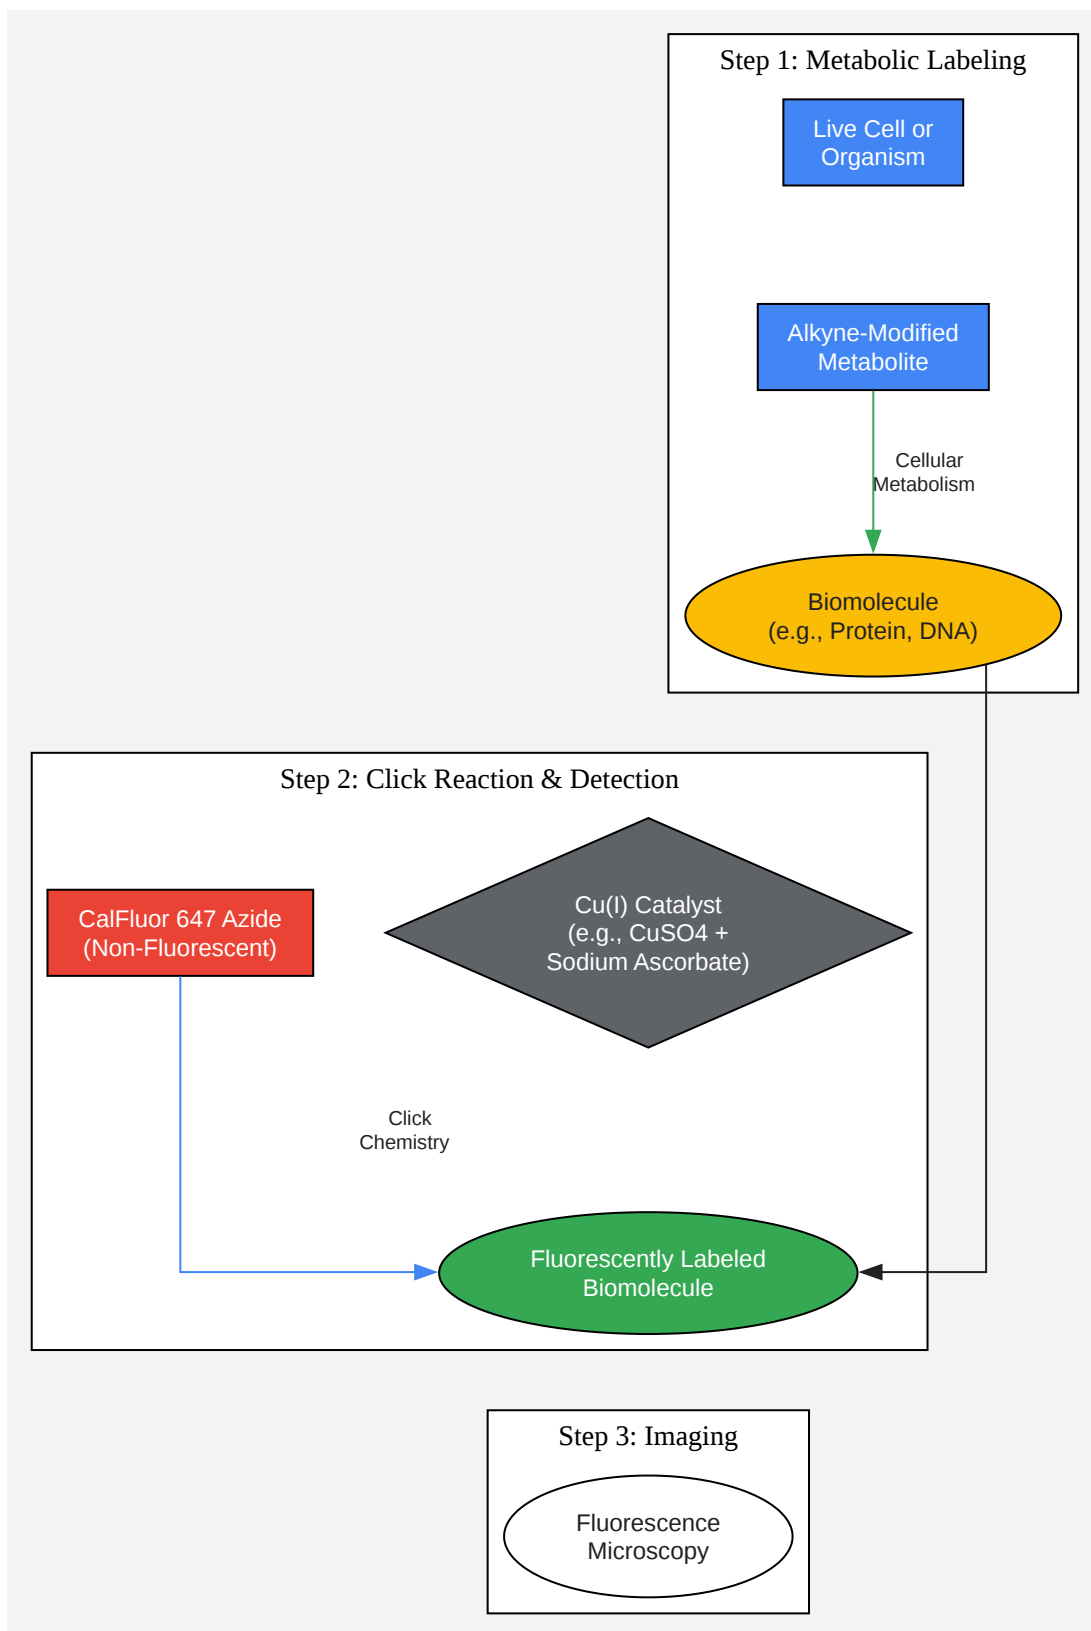 Step 1: Metabolic Labeling
Live Cell or
Organism
Alkyne-Modified
Metabolite
Cellular
Metabolism
Biomolecule
(e.g., Protein, DNA)
Step 2: Click Reaction & Detection
CalFluor 647 Azide
(Non-Fluorescent)
Cu(I) Catalyst
(e.g., CuSO4 +
Sodium Ascorbate)
Click
Chemistry
Fluorescently Labeled
Biomolecule
Step 3: Imaging
Fluorescence
Microscopy